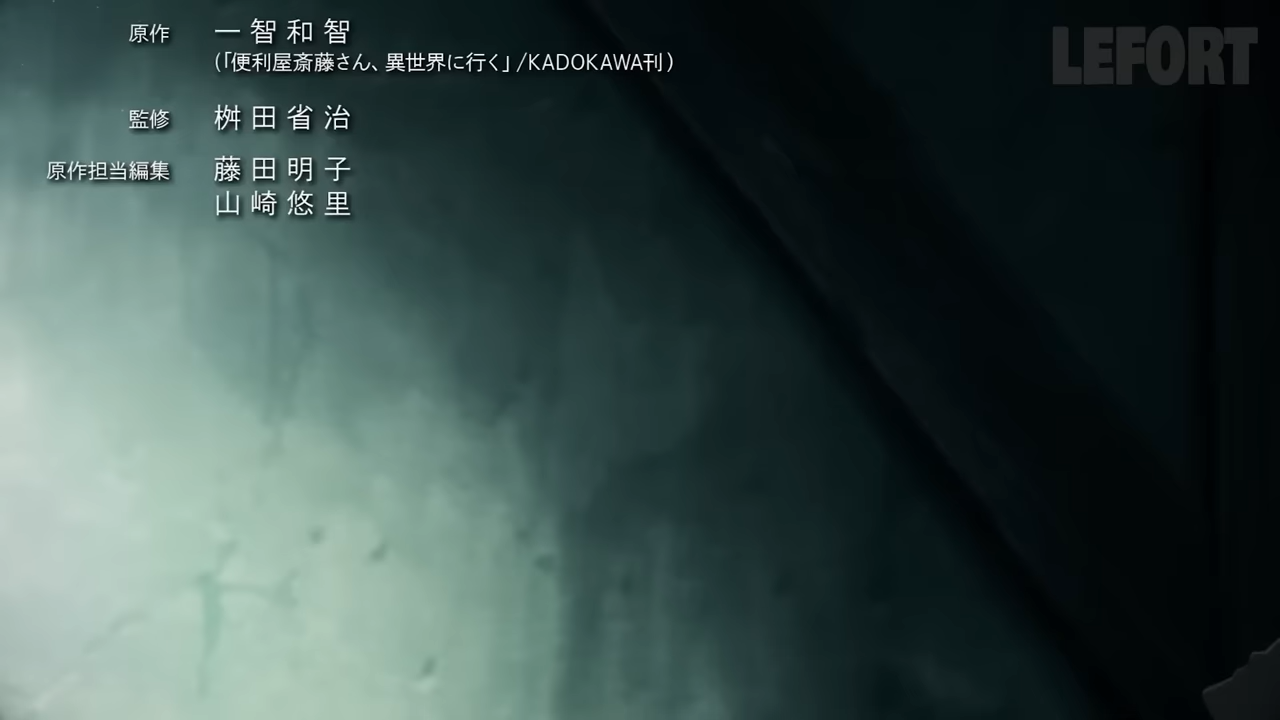 原作 一智和智
(「便利屋斎藤さん、異世界に行く」/KADOKAWA刊)
監修 桝田省治
原作担当編集 藤田明子
山崎悠里
LEFORT